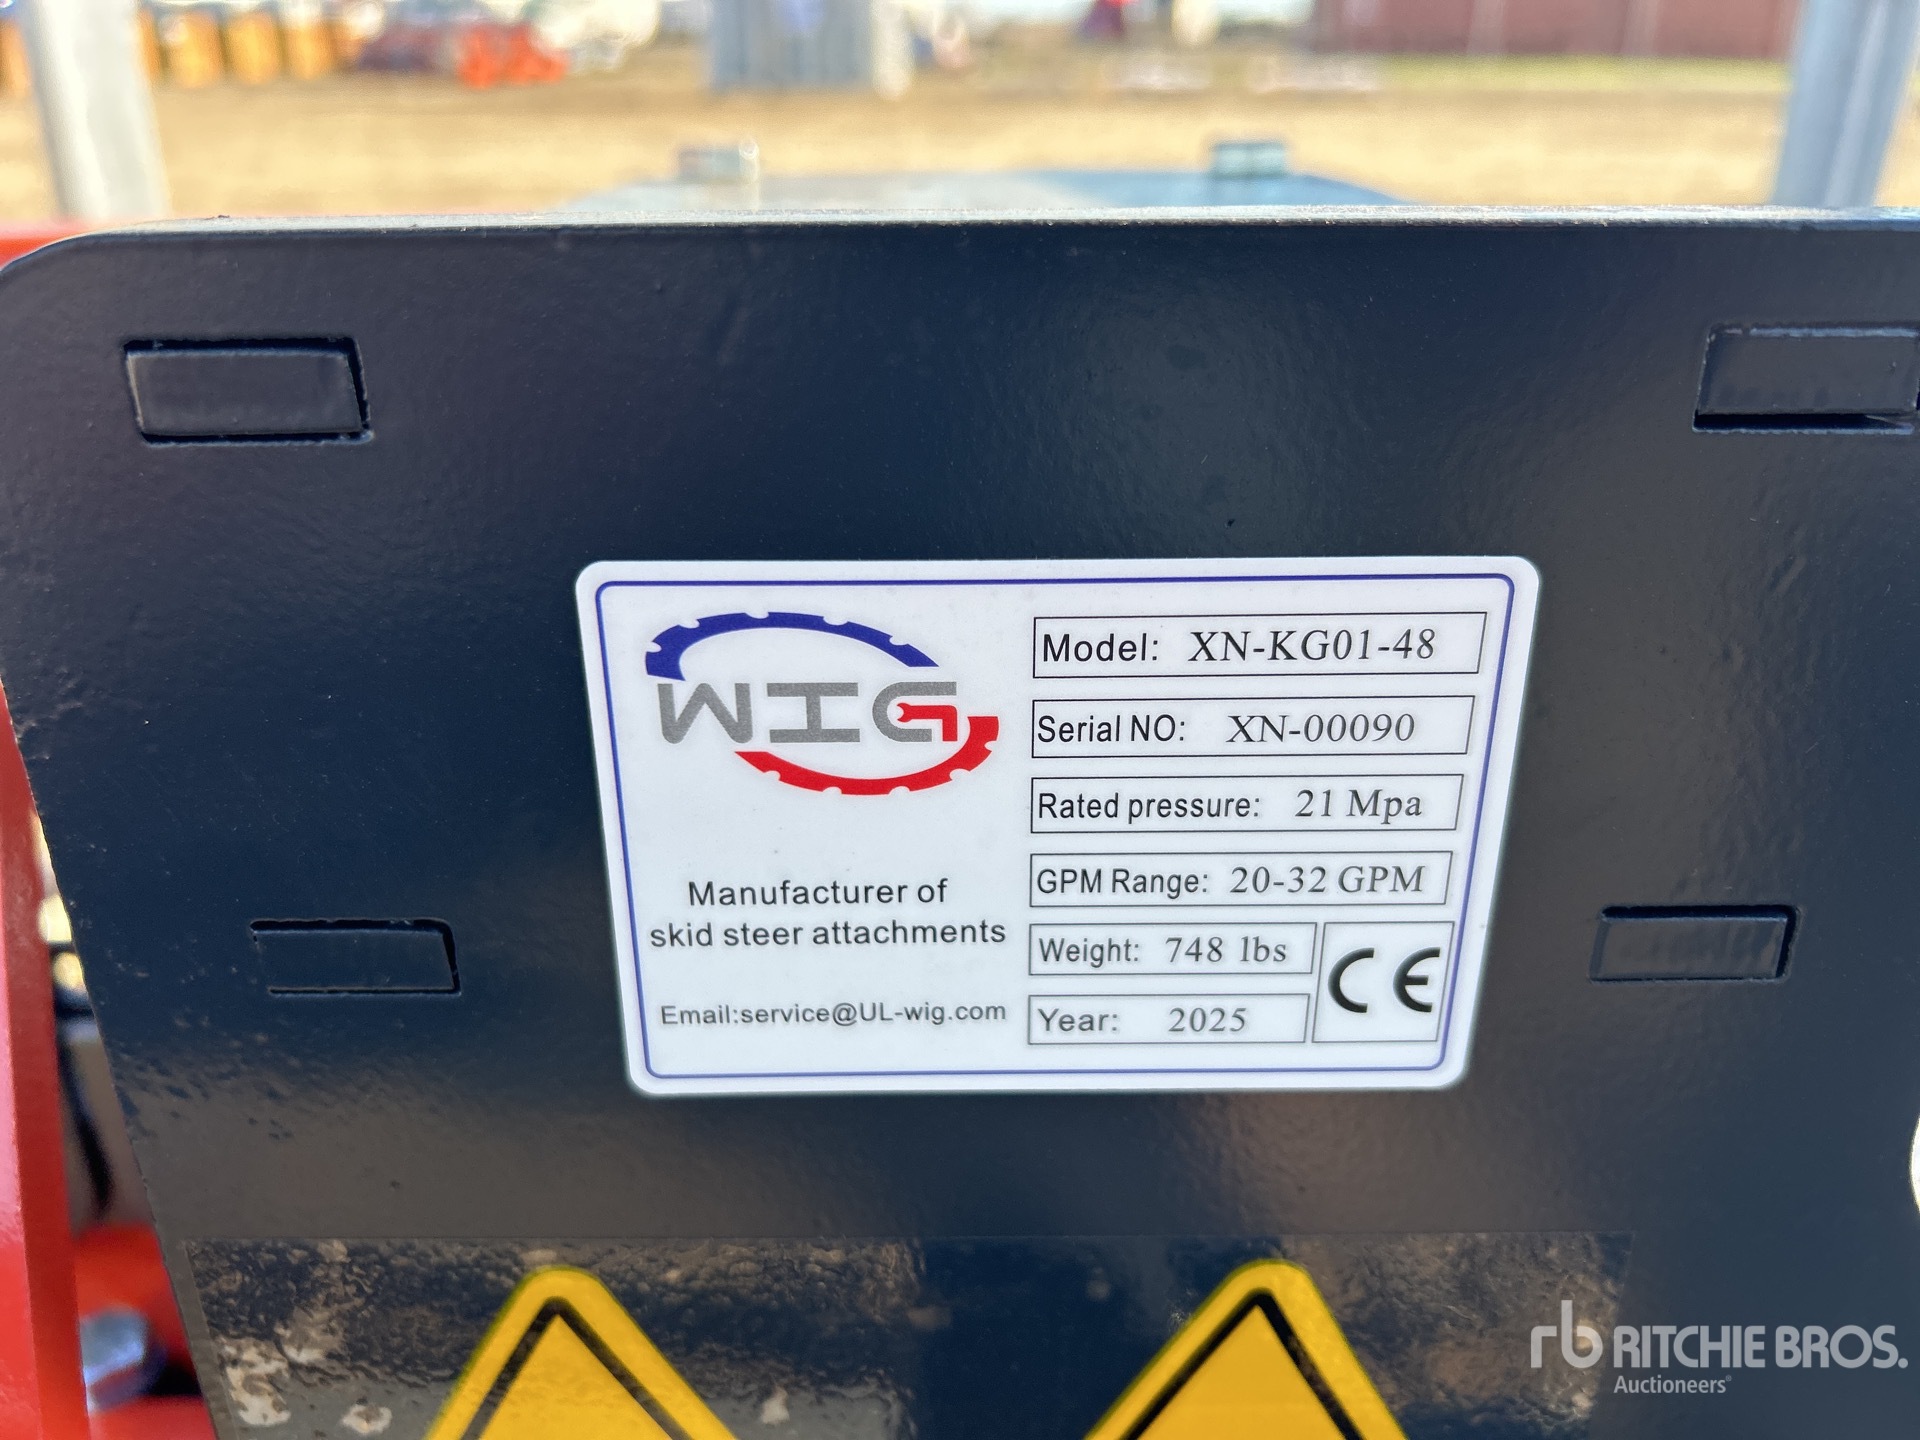 WIG
Manufacturer of
skid steer attachments
Email:service@UL-wig.com
Model: XN-KG01-48
Serial NO: XN-00090
Rated pressure: 21 Mpa
GPM Range: 20-32 GPM
Weight: 748 lbs
Year: 2025
CE
rb RITCHIE BROS.
Auctioneers®